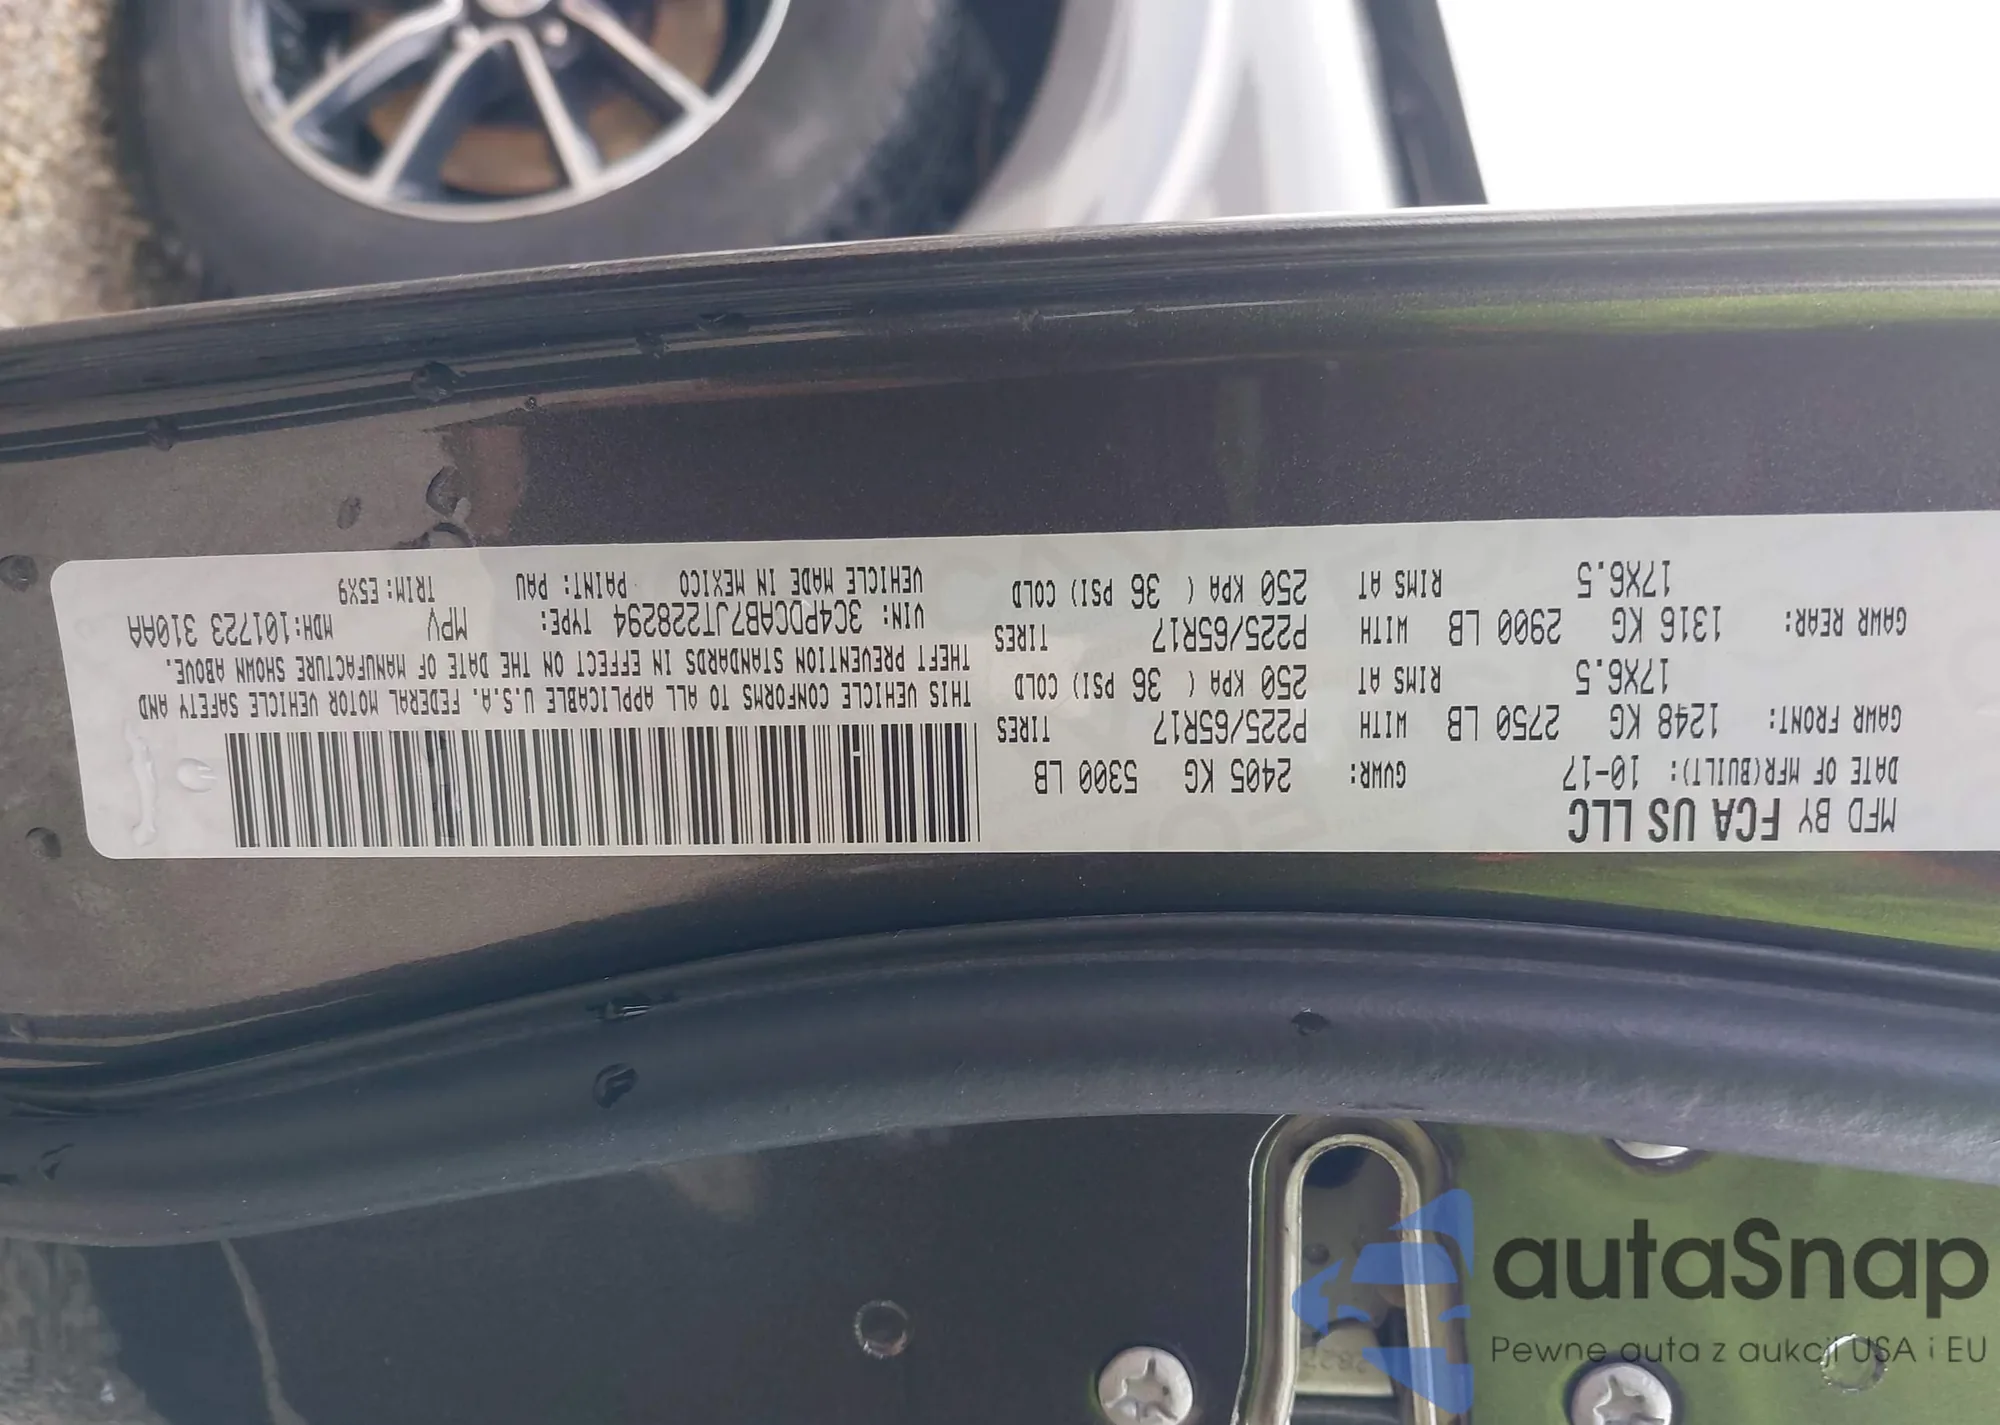 MFD BY FCA US LLC
DATE OF MFR(BUILT): 10-17 GVWR: 2405 KG 5300 LB
GAWR FRONT: 1248 KG 2750 LB WITH P225/65R17 TIRES
17X6.5 RIMS AT 250 KPA ( 36 PSI) COLD
GAWR REAR: 1316 KG 2900 LB WITH P225/65R17 TIRES
17X6.5 RIMS AT 250 KPA ( 36 PSI) COLD
THIS VEHICLE CONFORMS TO ALL APPLICABLE U.S.A. FEDERAL MOTOR VEHICLE SAFETY AND
THEFT PREVENTION STANDARDS IN EFFECT ON THE DATE OF MANUFACTURE SHOWN ABOVE.
VIN: 3C4PDCAB7JT228294 TYPE: MPV MDH:101723 310AA
VEHICLE MADE IN MEXICO PAINT: PAU TRIM: E5X9
autaSnap
Pewne auta z aukcji USA i EU